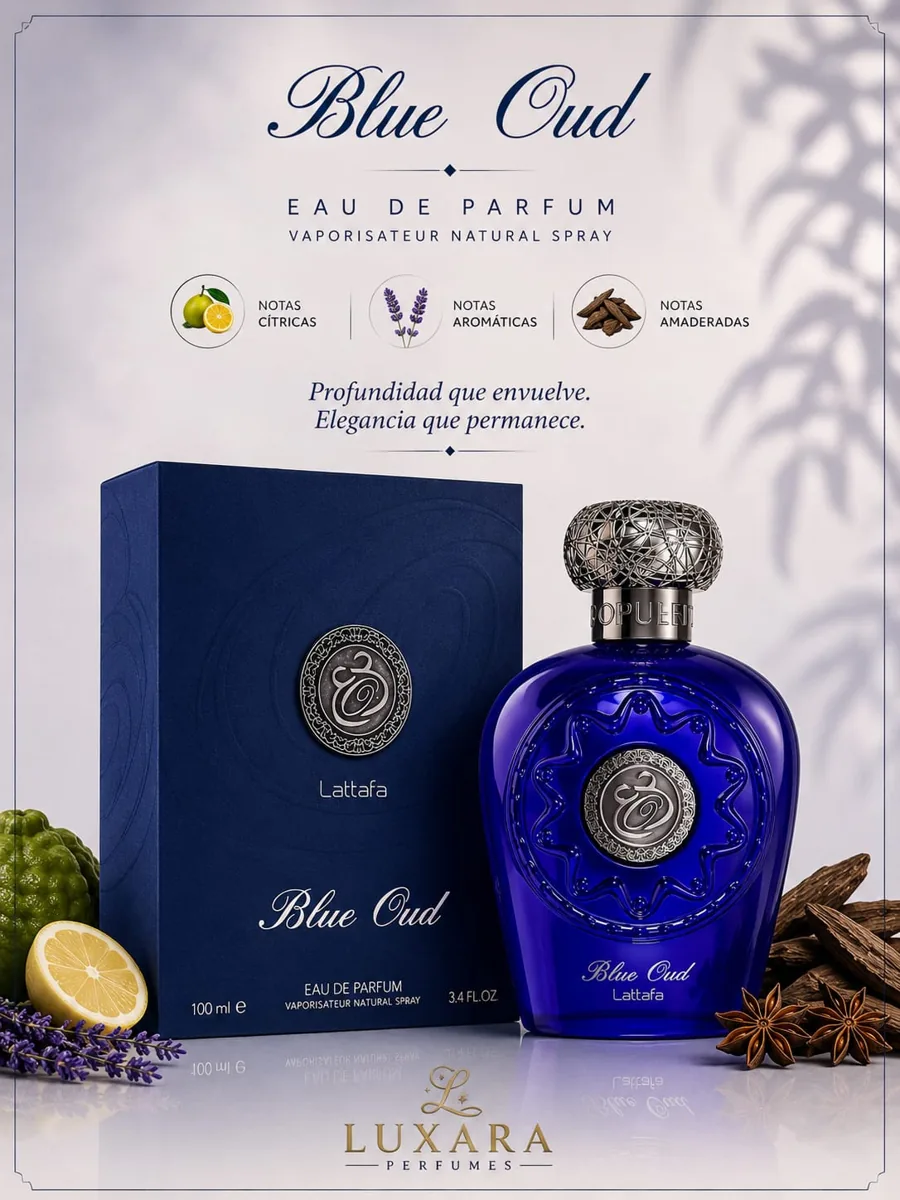 Blue Oud
EAU DE PARFUM
VAPORISATEUR NATURAL SPRAY
NOTAS
CÍTRICAS
NOTAS
AROMÁTICAS
NOTAS
AMADERADAS
Profundidad que envuelve.
Elegancia que permanece.
Lattafa
Blue Oud
100 ml ℮
EAU DE PARFUM
VAPORISATEUR NATURAL SPRAY
3.4 FL.OZ
Blue Oud
Lattafa
LUXARA
PERFUMES